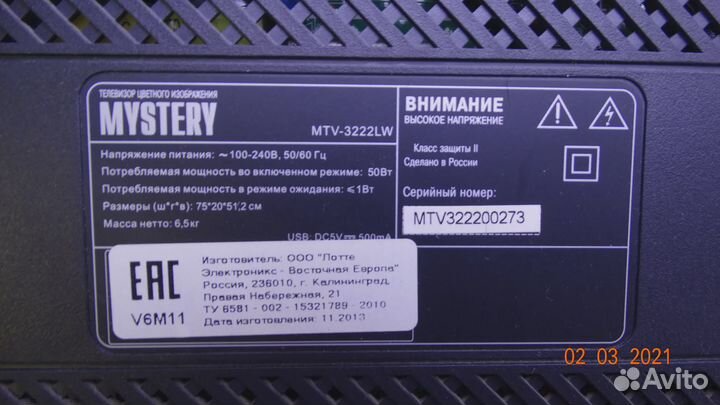 ТЕЛЕВИЗОР ЦВЕТНОГО ИЗОБРАЖЕНИЯ
MYSTERY
MTV-3222LW
Напряжение питания: ~100-240В, 50/60 Гц
Потребляемая мощность во включенном режиме: 50Вт
Потребляемая мощность в режиме ожидания: ≤1Вт
Размеры (ш*г*в): 75*20*51,2 см
Масса нетто: 6,5кг
USB: DC5V⎓500mA
ВНИМАНИЕ
ВЫСОКОЕ НАПРЯЖЕНИЕ
Класс защиты II
Сделано в России
Серийный номер:
MTV322200273
EAC
V6M11
Изготовитель: ООО "Лотте
Электроникс - Восточная Европа"
Россия, 236010, г. Калининград,
Правая Набережная, 21
ТУ 6581 - 002 - 15321789 - 2010
Дата изготовления: 11.2013
02 03 2021
Avito